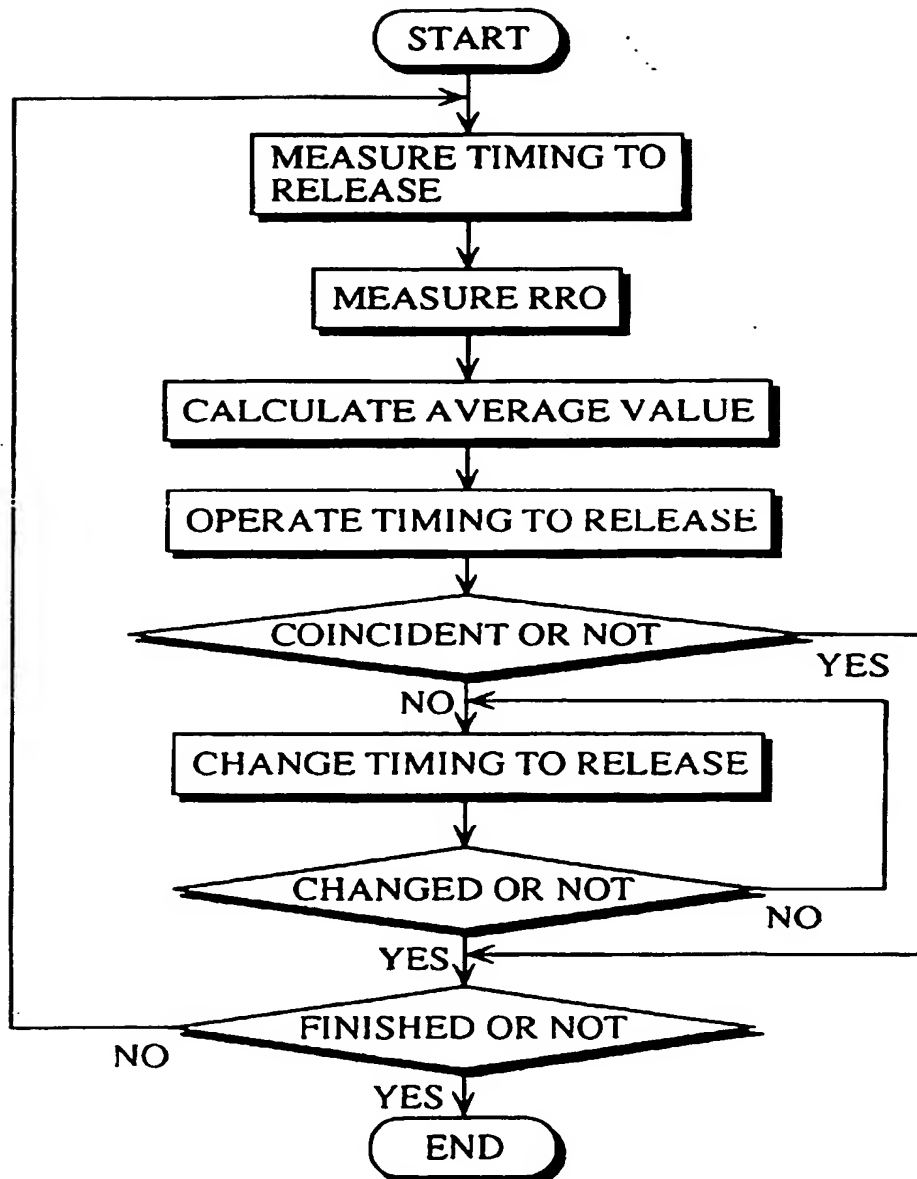 START
MEASURE TIMING TO
RELEASE
MEASURE RRO
CALCULATE AVERAGE VALUE
OPERATE TIMING TO RELEASE
COINCIDENT OR NOT
YES
NO
CHANGE TIMING TO RELEASE
CHANGED OR NOT
NO
YES
FINISHED OR NOT
NO
YES
END